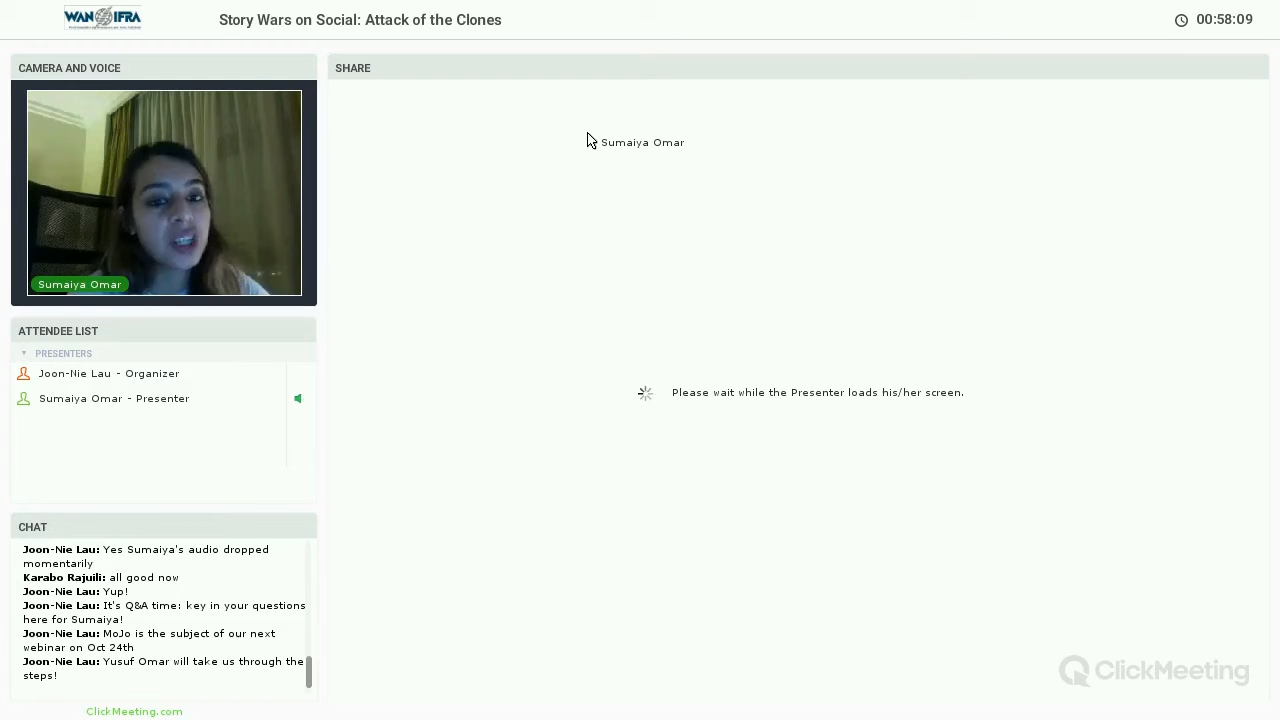 WAN IFRA
Story Wars on Social: Attack of the Clones
00:58:09
CAMERA AND VOICE
Sumaiya Omar
ATTENDEE LIST
PRESENTERS
Joon-Nie Lau - Organizer
Sumaiya Omar - Presenter
CHAT
Joon-Nie Lau: Yes Sumaiya's audio dropped
momentarily
Karabo Rajuili: all good now
Joon-Nie Lau: Yup!
Joon-Nie Lau: It's Q&A time: key in your questions
here for Sumaiya!
Joon-Nie Lau: MoJo is the subject of our next
webinar on Oct 24th
Joon-Nie Lau: Yusuf Omar will take us through the
steps!
ClickMeeting.com
SHARE
Sumaiya Omar
Please wait while the Presenter loads his/her screen.
ClickMeeting